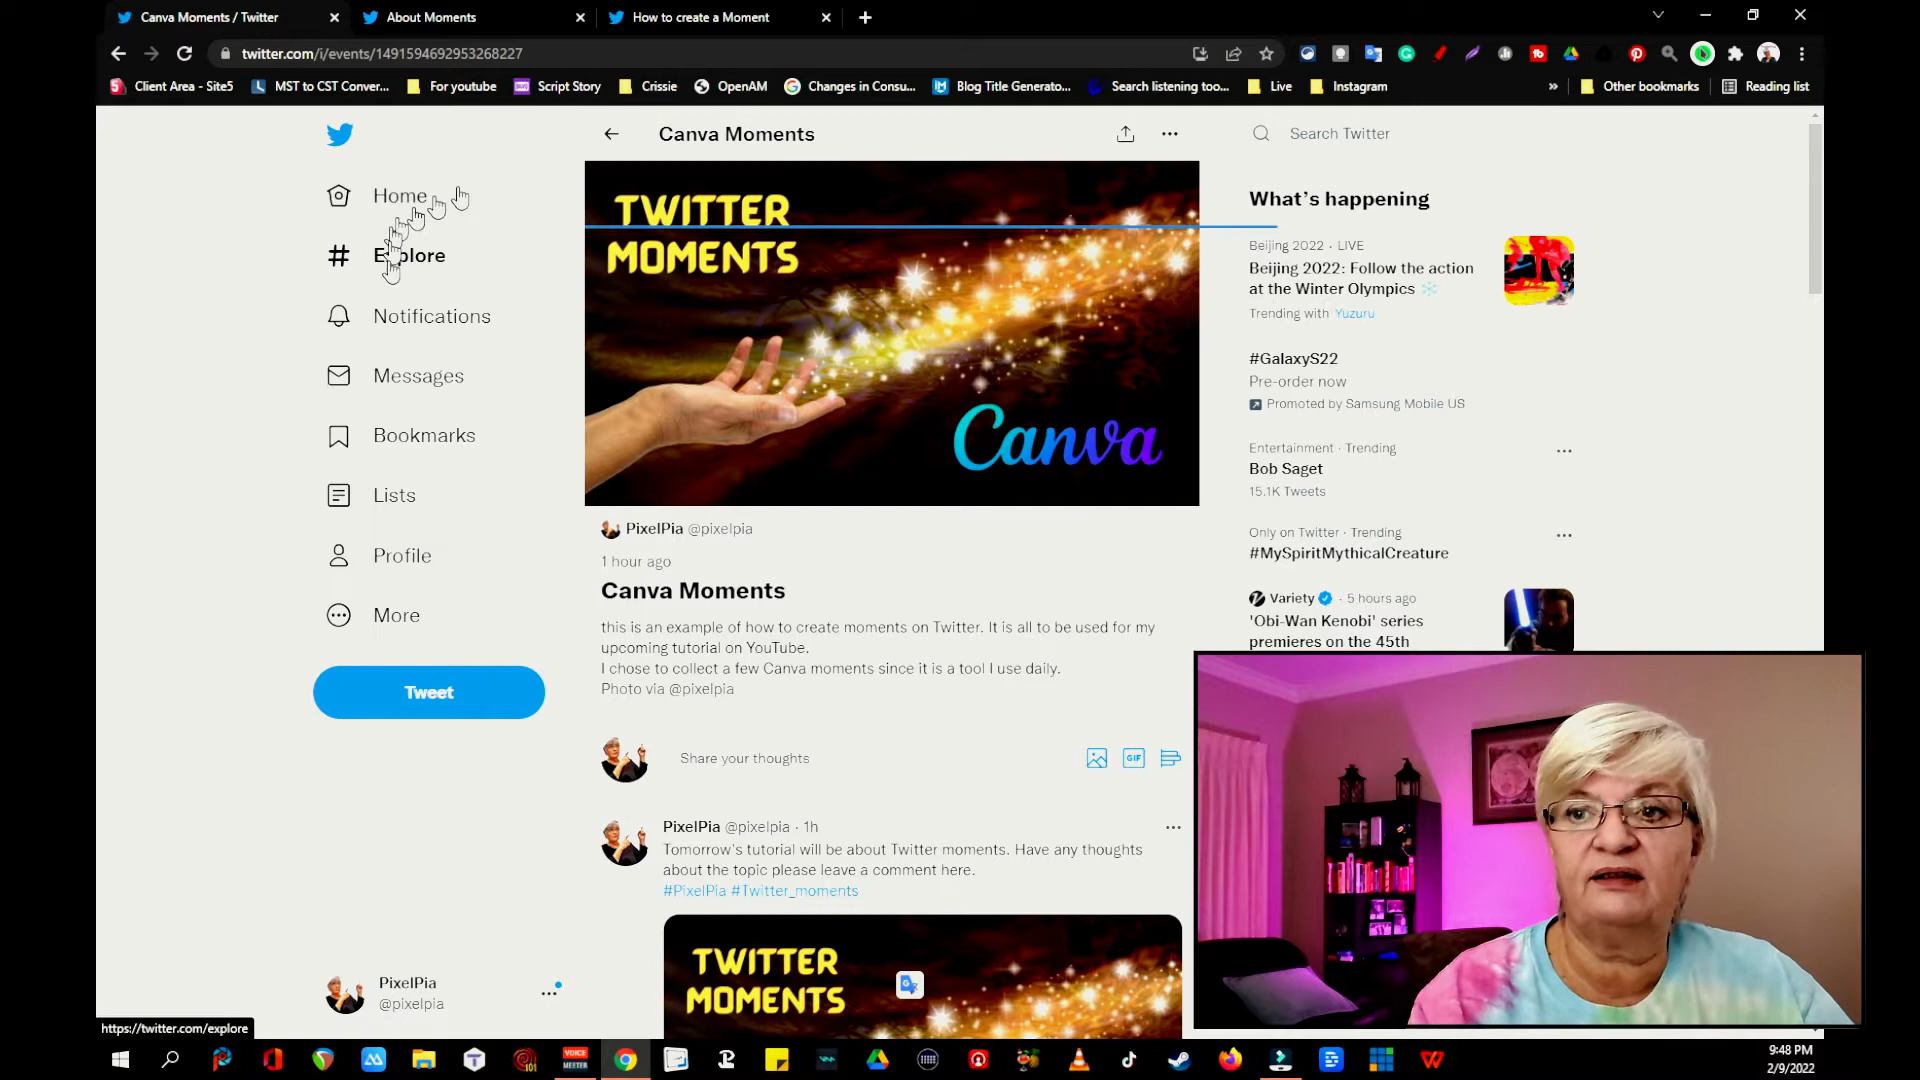 Canva Moments / Twitter
About Moments
How to create a Moment
twitter.com/i/events/1491594692953268227
Client Area - Site5
MST to CST Conver...
For youtube
Script Story
Crissie
OpenAM
Changes in Consu...
Blog Title Generato...
Search listening too...
Live
Instagram
»
Other bookmarks
Reading list
Home
Explore
Notifications
Messages
Bookmarks
Lists
Profile
More
Tweet
PixelPia
@pixelpia
https://twitter.com/explore
Canva Moments
TWITTER
MOMENTS
Canva
PixelPia @pixelpia
1 hour ago
Canva Moments
this is an example of how to create moments on Twitter. It is all to be used for my
upcoming tutorial on YouTube.
I chose to collect a few Canva moments since it is a tool I use daily.
Photo via @pixelpia
Share your thoughts
GIF
PixelPia @pixelpia · 1h
Tomorrow's tutorial will be about Twitter moments. Have any thoughts
about the topic please leave a comment here.
#PixelPia #Twitter_moments
TWITTER
MOMENTS
Search Twitter
What's happening
Beijing 2022 · LIVE
Beijing 2022: Follow the action
at the Winter Olympics
Trending with Yuzuru
#GalaxyS22
Pre-order now
Promoted by Samsung Mobile US
Entertainment · Trending
Bob Saget
15.1K Tweets
Only on Twitter · Trending
#MySpiritMythicalCreature
Variety · 5 hours ago
'Obi-Wan Kenobi' series
premieres on the 45th
VOICE
MEETER
9:48 PM
2/9/2022